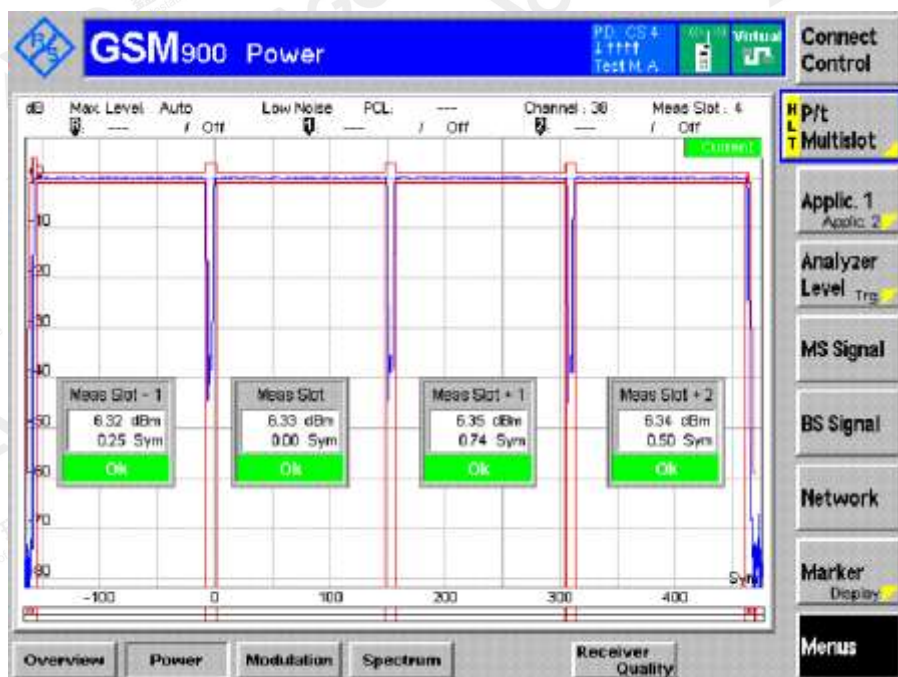 R/S
GSM900 Power
PD: CS 4
Test M. A
Virtual
Connect Control
dB Max. Level: Auto Low Noise PCL: --- Channel: 38 Meas Slot: 4
--- / Off 1 --- / Off 2 --- / Off
Current
-10
-20
-30
-40
-50
-60
-70
-80
Meas Slot - 1
6.32 dBm
0.25 Sym
Ok
Meas Slot
6.33 dBm
0.00 Sym
Ok
Meas Slot + 1
6.35 dBm
0.74 Sym
Ok
Meas Slot + 2
6.34 dBm
0.50 Sym
Ok
Sym
-100 0 100 200 300 400
H L T
P/t Multislot
Applic. 1
Applic. 2
Analyzer
Level Trg.
MS Signal
BS Signal
Network
Marker
Display
Menus
Overview Power Modulation Spectrum Receiver Quality